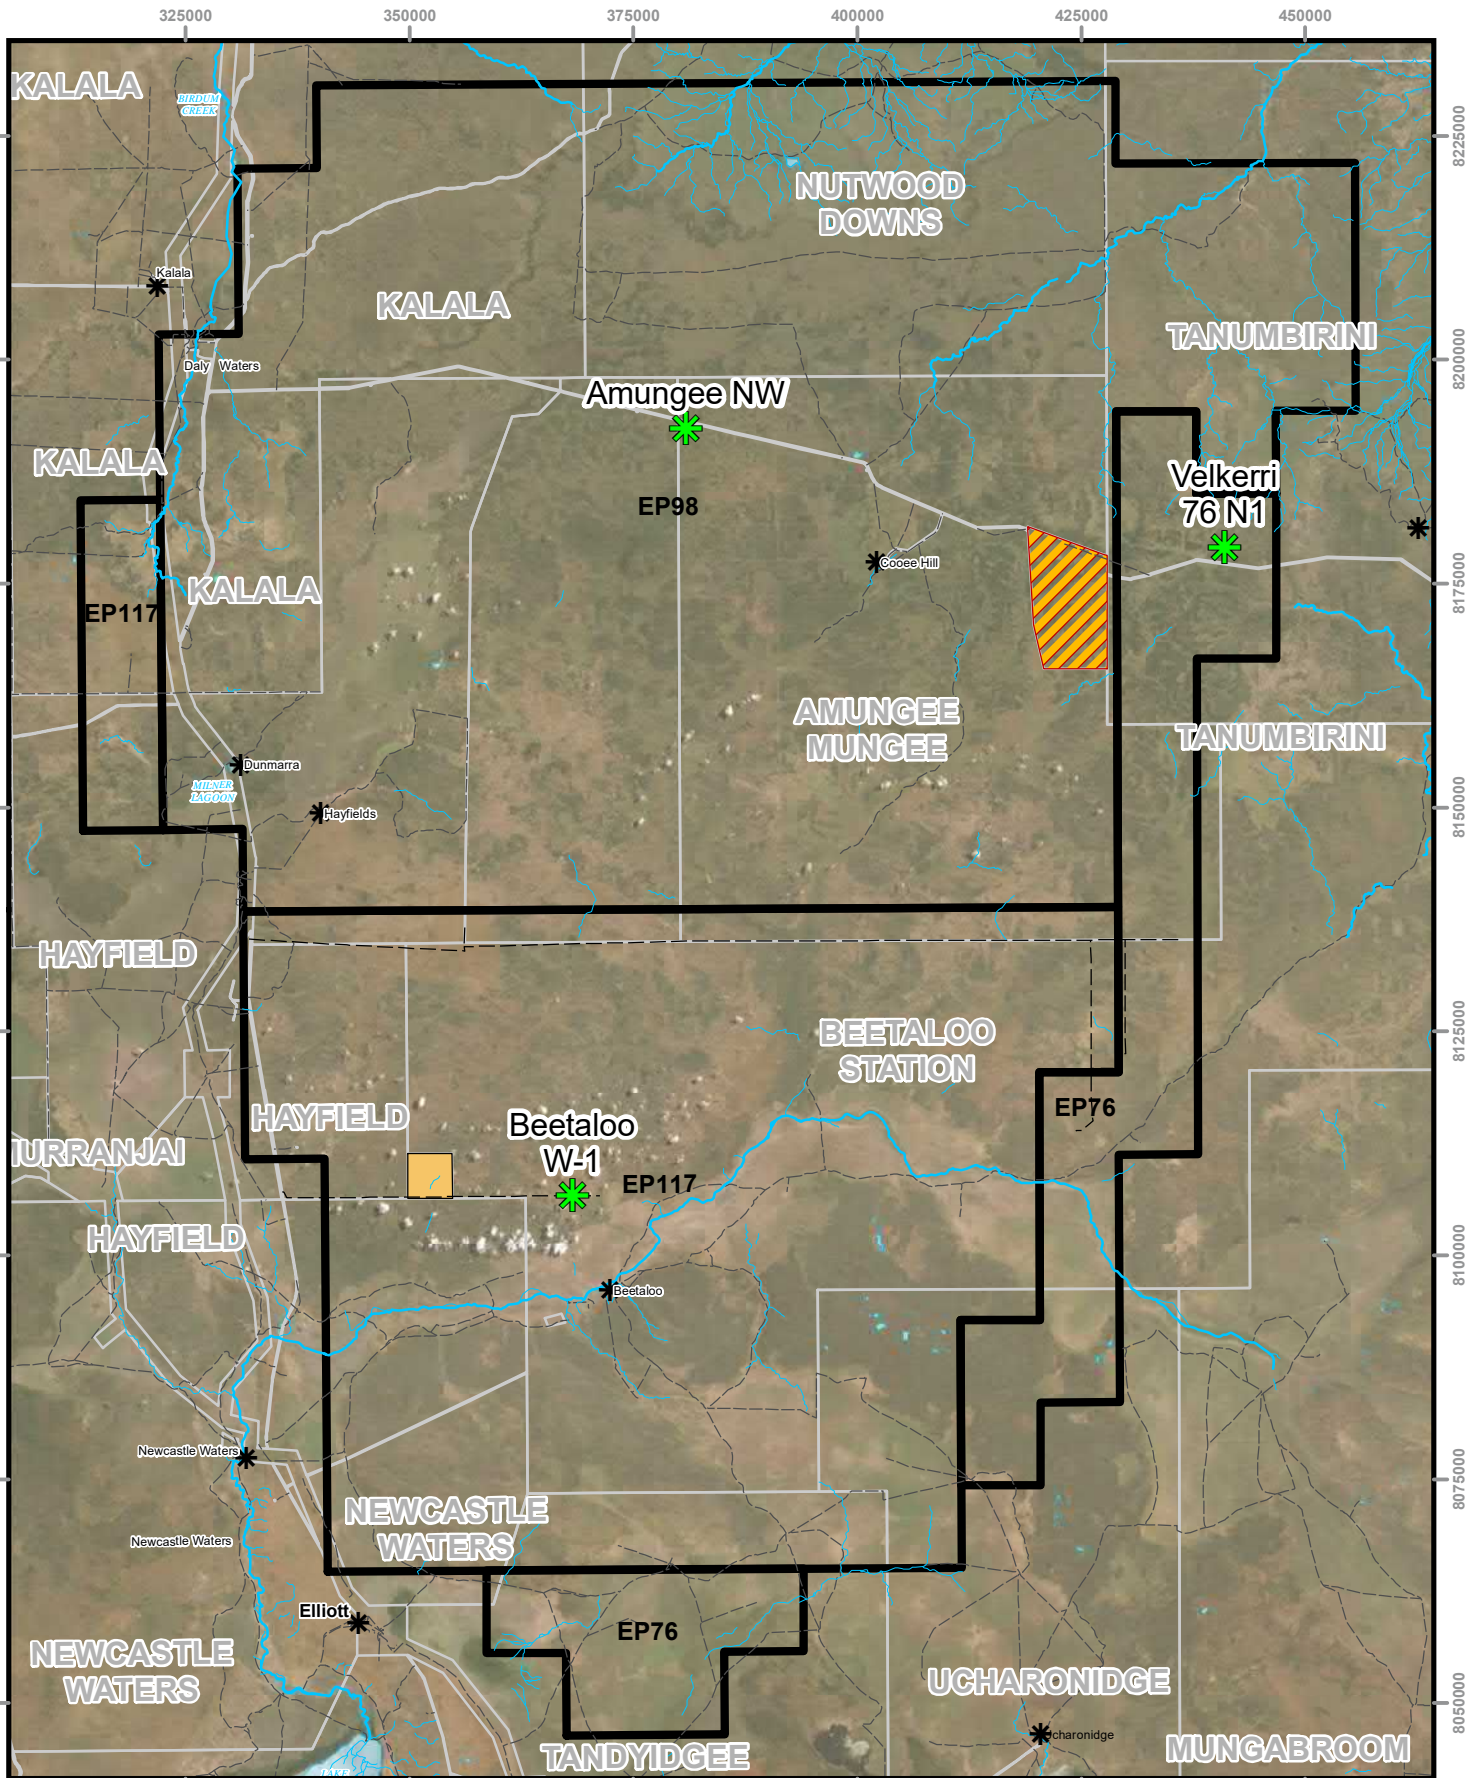 325000
350000
375000
400000
425000
450000
KALALA
BIRDUM
CREEK
8225000
NUTWOOD
DOWNS
Kalala
KALALA
TANUMBIRINI
Daly Waters
8200000
Amungee NW
KALALA
Velkerri
76 N1
EP98
Cooee Hill
KALALA
8175000
EP117
AMUNGEE
MUNGEE
TANUMBIRINI
Dunmarra
MILNER
LAGOON
Hayfields
8150000
HAYFIELD
BEETALOO
STATION
8125000
HAYFIELD
EP76
Beetaloo
W-1
EP117
HAYFIELD
8100000
Beetaloo
Newcastle Waters
8075000
NEWCASTLE
WATERS
Newcastle Waters
Elliott
EP76
NEWCASTLE
WATERS
UCHARONIDGE
8050000
Ucharonidge
TANDYIDGEE
MUNGABROOM
LAKE